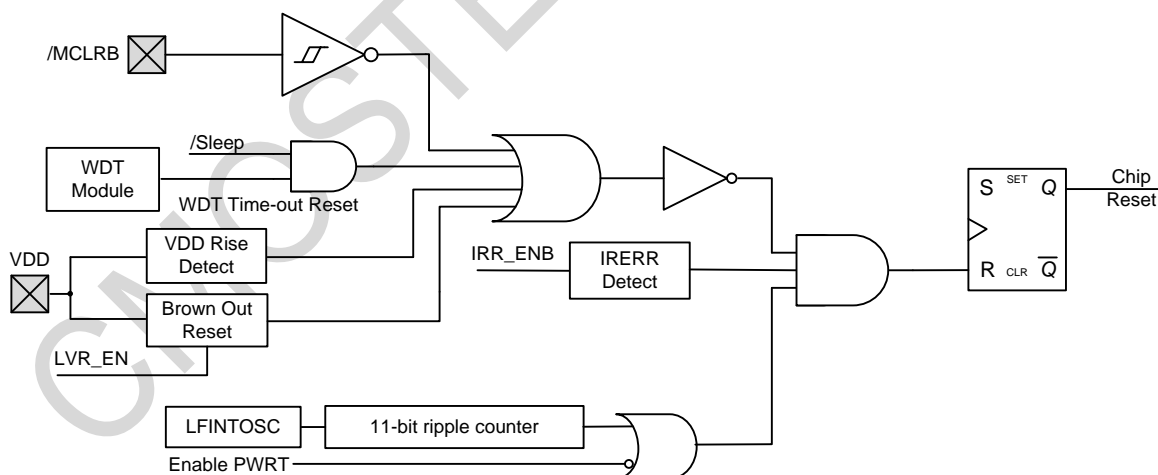 /MCLRB
/Sleep
WDT
Module
WDT Time-out Reset
VDD
VDD Rise
Detect
Brown Out
Reset
LVR_EN
IRR_ENB
IRERR
Detect
S SET Q
R CLR Q
Chip
Reset
LFINTOSC
11-bit ripple counter
Enable PWRT
CMOSTE